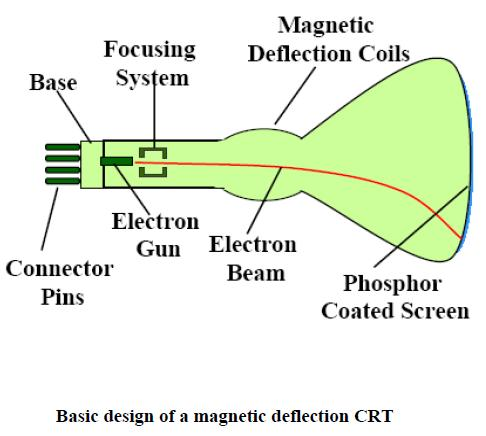 Magnetic
Deflection Coils
Focusing
System
Base
Electron
Gun
Electron
Beam
Connector
Pins
Phosphor
Coated Screen
Basic design of a magnetic deflection CRT